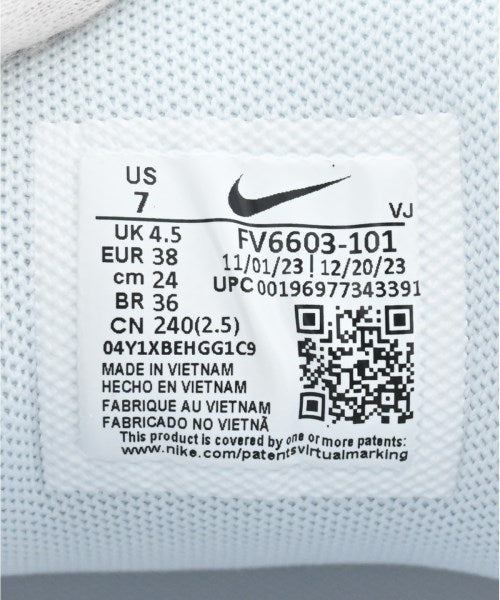 US
7
VJ
UK 4.5
EUR 38
cm 24
BR 36
CN 240(2.5)
FV6603-101
11/01/23 | 12/20/23
UPC 00196977343391
04Y1XBEHGG1C9
MADE IN VIETNAM
HECHO EN VIETNAM
FABRIQUE AU VIETNAM
FABRICADO NO VIETNÃ
This product is covered by one or more patents:
www.nike.com/patentsvirtualmarking